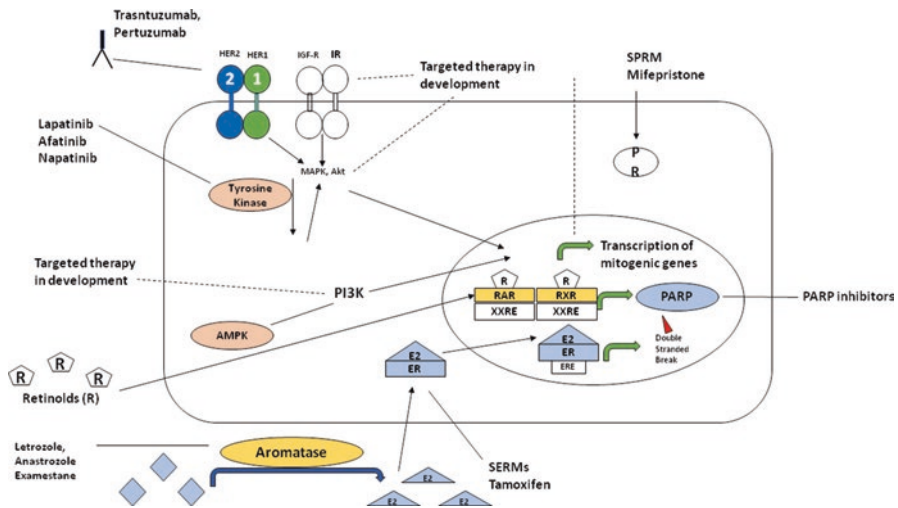 Trasntuzumab,
Pertuzumab
HER2 HER1
IGF-R IR
2 1
Targeted therapy in
development
SPRM
Mifepristone
Lapatinib
Afatinib
Napatinib
P
R
MAPK, Akt
Tyrosine
Kinase
Transcription of
mitogenic genes
Targeted therapy
in development
PI3K
R R
RAR RXR
XXRE XXRE
PARP
PARP inhibitors
AMPK
E2
ER
ERE
Double
Stranded
Break
E2
ER
R R R
Retinoids (R)
Letrozole,
Anastrozole
Examestane
Aromatase
E2
E2 E2
SERMs
Tamoxifen